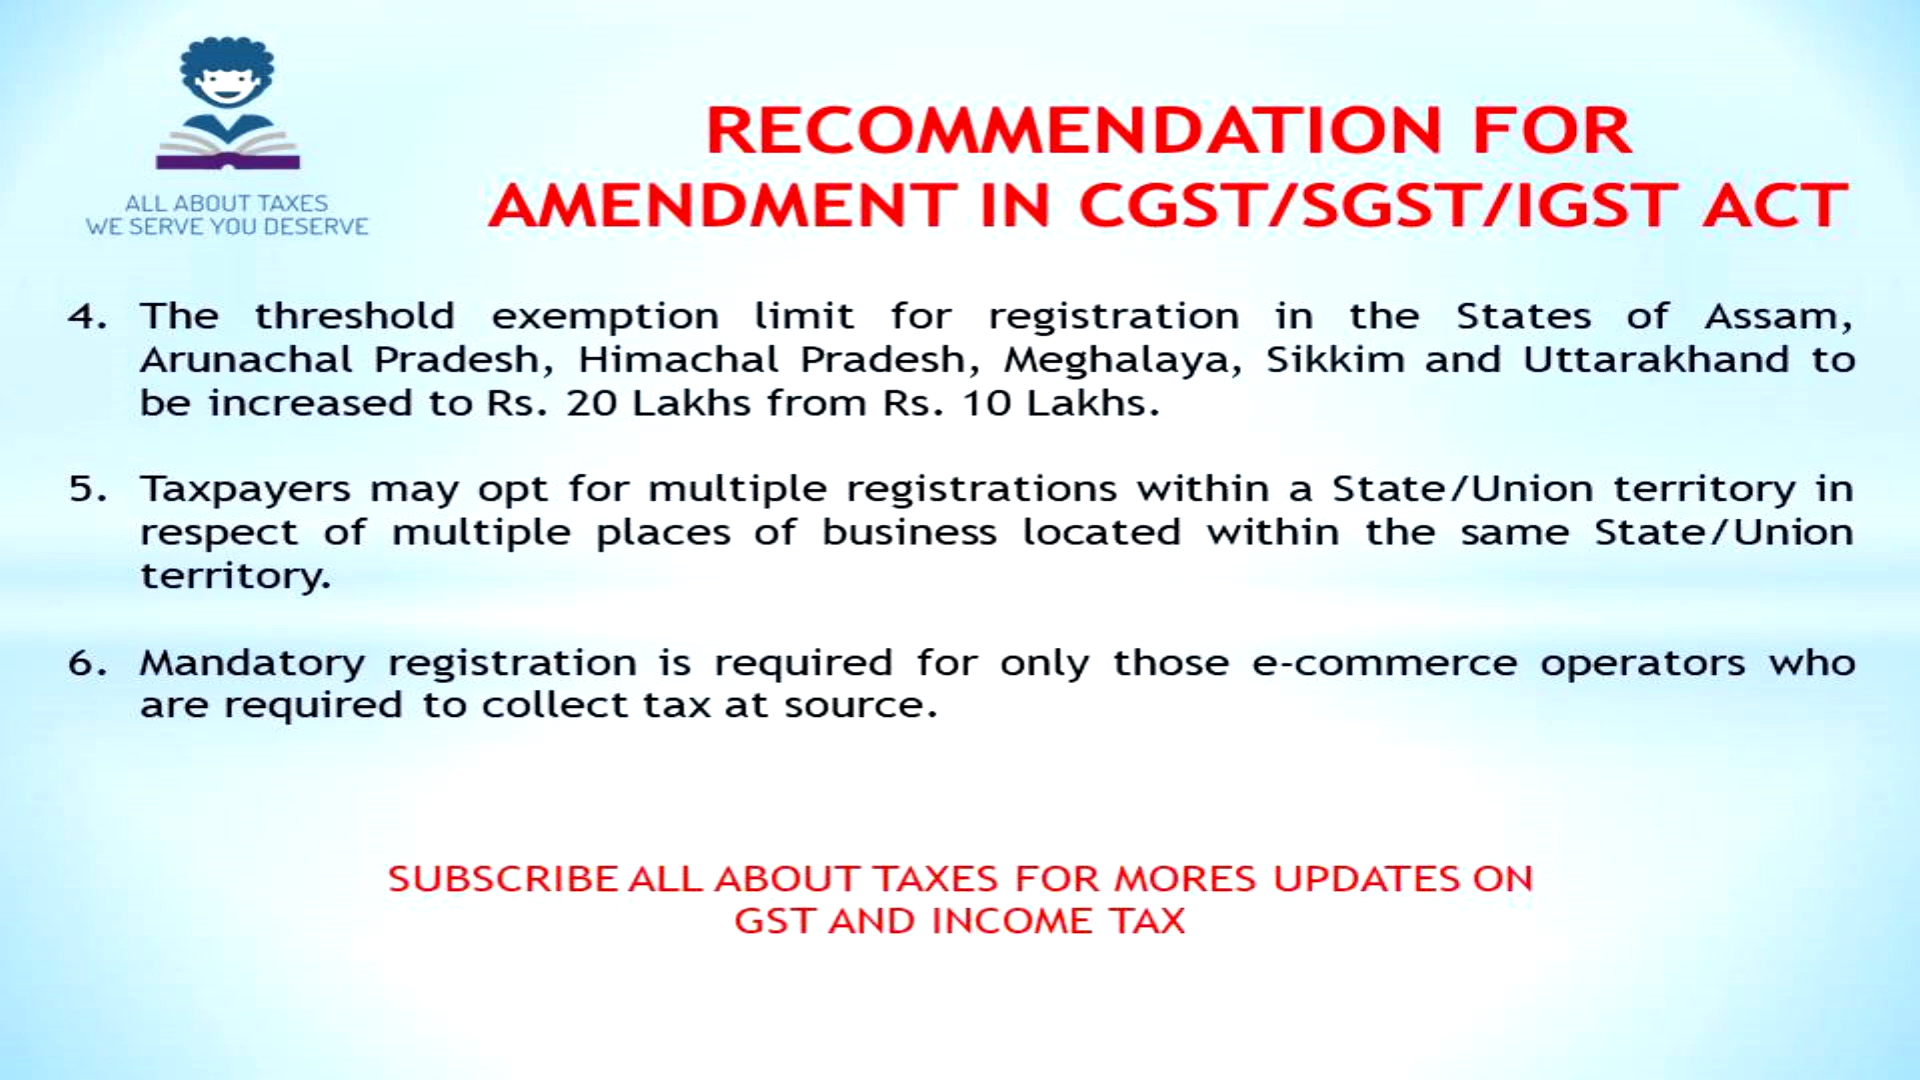 ALL ABOUT TAXES
WE SERVE YOU DESERVE
RECOMMENDATION FOR
AMENDMENT IN CGST/SGST/IGST ACT
4. The threshold exemption limit for registration in the States of Assam,
Arunachal Pradesh, Himachal Pradesh, Meghalaya, Sikkim and Uttarakhand to
be increased to Rs. 20 Lakhs from Rs. 10 Lakhs.
5. Taxpayers may opt for multiple registrations within a State/Union territory in
respect of multiple places of business located within the same State/Union
territory.
6. Mandatory registration is required for only those e-commerce operators who
are required to collect tax at source.
SUBSCRIBE ALL ABOUT TAXES FOR MORES UPDATES ON
GST AND INCOME TAX